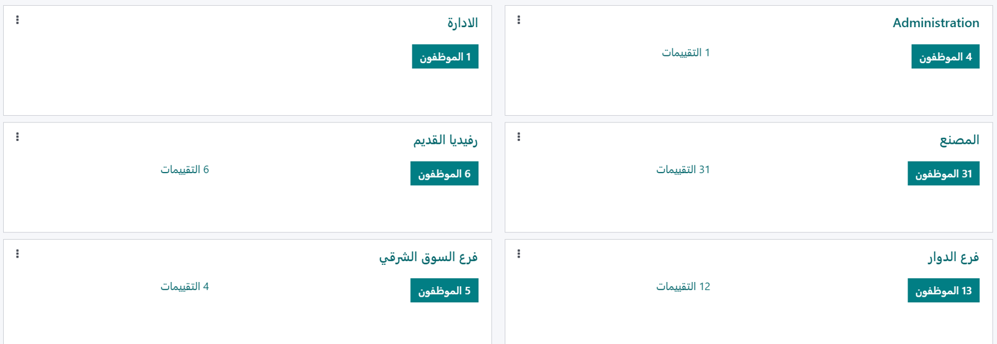 Administration
4 الموظفون
1 التقييمات
الادارة
1 الموظفون
المصنع
31 الموظفون
31 التقييمات
رفيديا القديم
6 الموظفون
6 التقييمات
فرع الدوار
13 الموظفون
12 التقييمات
فرع السوق الشرقي
5 الموظفون
4 التقييمات